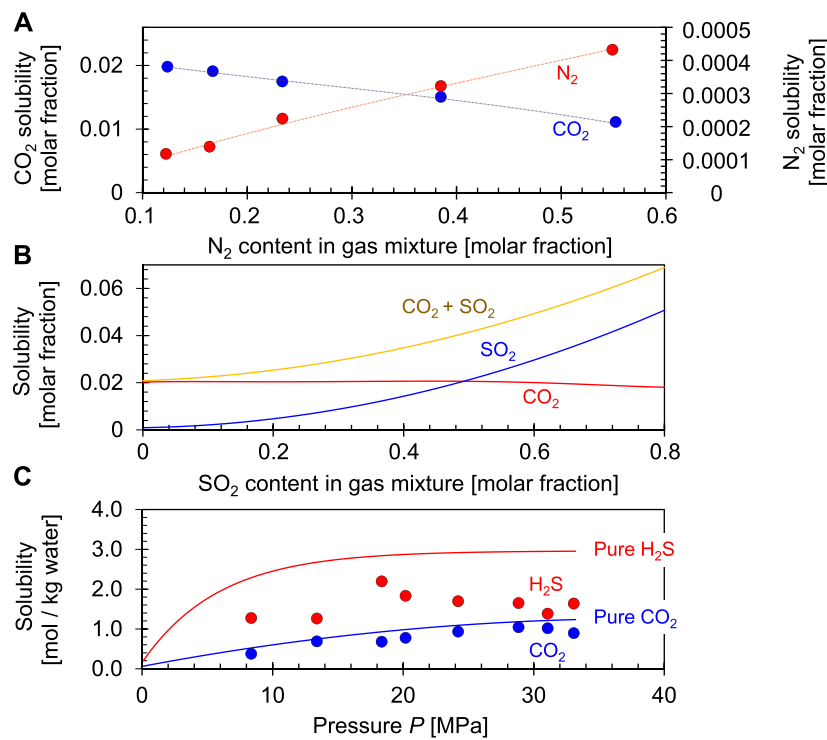 A
CO₂ solubility
[molar fraction]
0.02
0.01
0
N₂
CO₂
0.0005
0.0004
0.0003
0.0002
0.0001
0
N₂ solubility
[molar fraction]
0.1 0.2 0.3 0.4 0.5 0.6
N₂ content in gas mixture [molar fraction]
B
Solubility
[molar fraction]
0.06
0.04
0.02
0
CO₂ + SO₂
SO₂
CO₂
0 0.2 0.4 0.6 0.8
SO₂ content in gas mixture [molar fraction]
C
Solubility
[mol / kg water]
4.0
3.0
2.0
1.0
0.0
Pure H₂S
H₂S
Pure CO₂
CO₂
0 10 20 30 40
Pressure P [MPa]